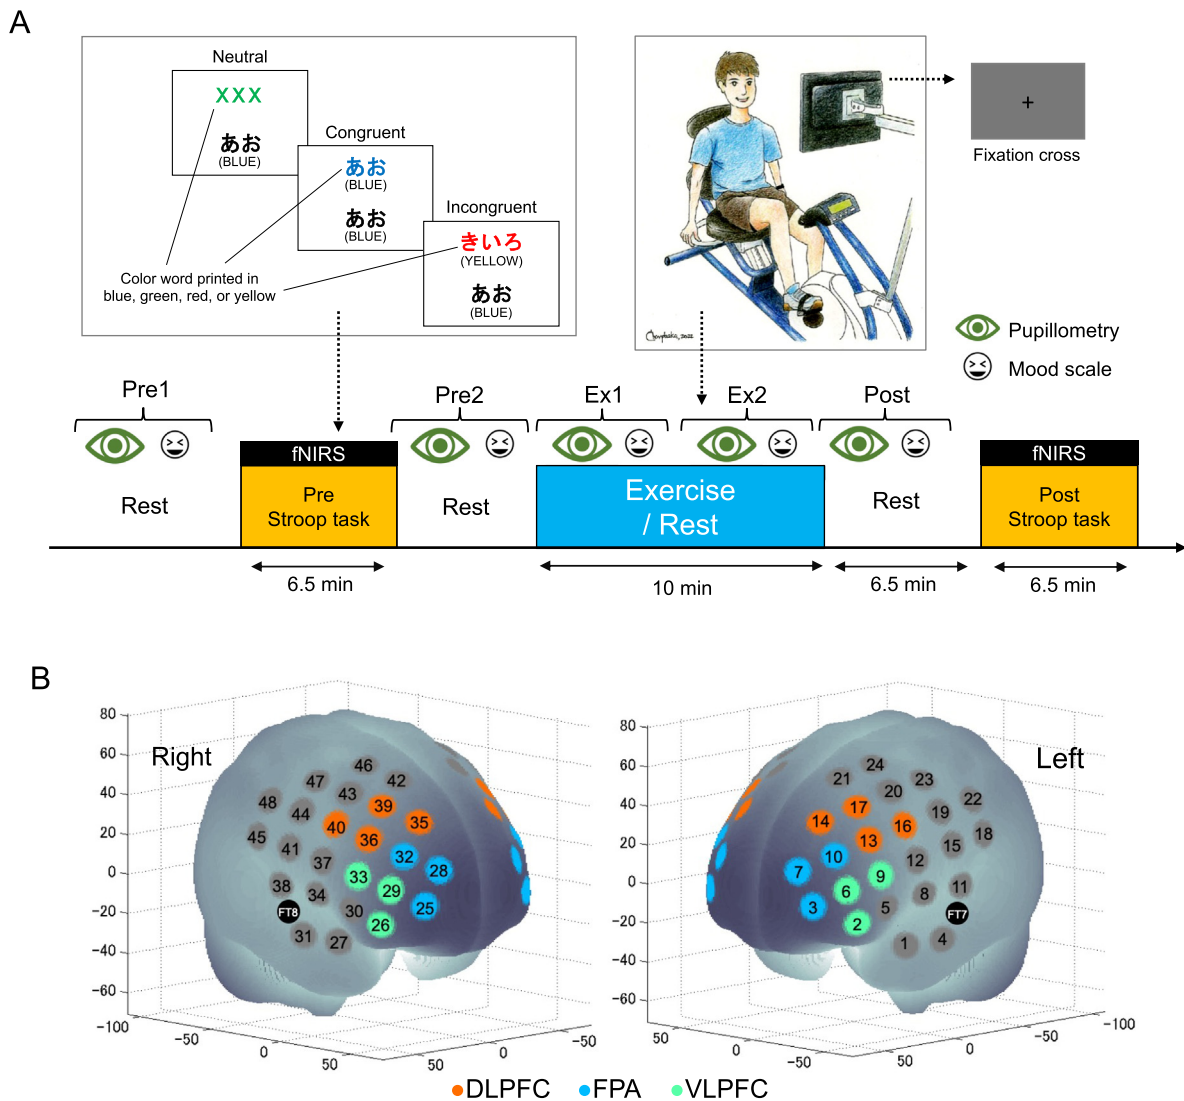 A
Neutral
XXX
あお
(BLUE)
Congruent
あお
(BLUE)
あお
(BLUE)
Incongruent
きいろ
(YELLOW)
あお
(BLUE)
Color word printed in
blue, green, red, or yellow
+
Fixation cross
Pupillometry
Mood scale
Pre1
Pre2
Ex1
Ex2
Post
Rest
fNIRS
Pre
Stroop task
Rest
Exercise
/ Rest
Rest
fNIRS
Post
Stroop task
6.5 min
10 min
6.5 min
6.5 min
B
Right
80
60
40
20
0
−20
−40
−60
−100
−50
0
50
50
0
−50
46
47
42
43
48
39
44
40
35
45
36
41
32
37
28
33
38
29
34
25
30
FT8
26
31
27
Left
80
60
40
20
0
−20
−40
−60
50
0
−50
50
0
−50
−100
24
21
23
20
22
17
19
14
16
18
13
15
10
12
7
9
11
6
8
3
5
FT7
2
4
1
DLPFC
FPA
VLPFC